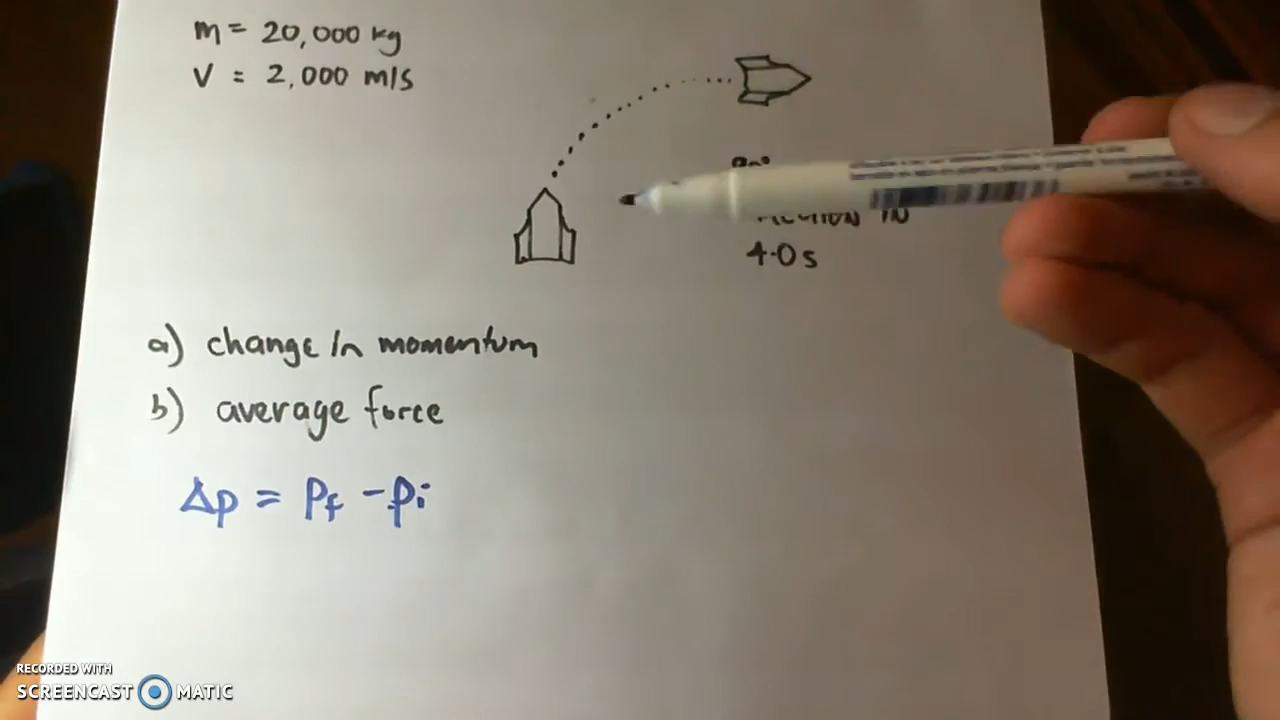 m = 20,000 kg
V = 2,000 m/s
IN
4.0 s
a) change in momentum
b) average force
Δp = Pf - Pi
RECORDED WITH
SCREENCAST MATIC